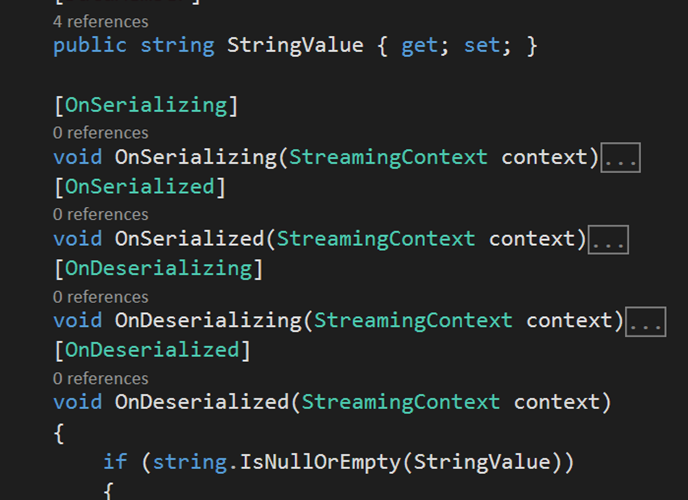 4 references
public string StringValue { get; set; }
[OnSerializing]
0 references
void OnSerializing(StreamingContext context)...
[OnSerialized]
0 references
void OnSerialized(StreamingContext context)...
[OnDeserializing]
0 references
void OnDeserializing(StreamingContext context)...
[OnDeserialized]
0 references
void OnDeserialized(StreamingContext context)
{
if (string.IsNullOrEmpty(StringValue))
{